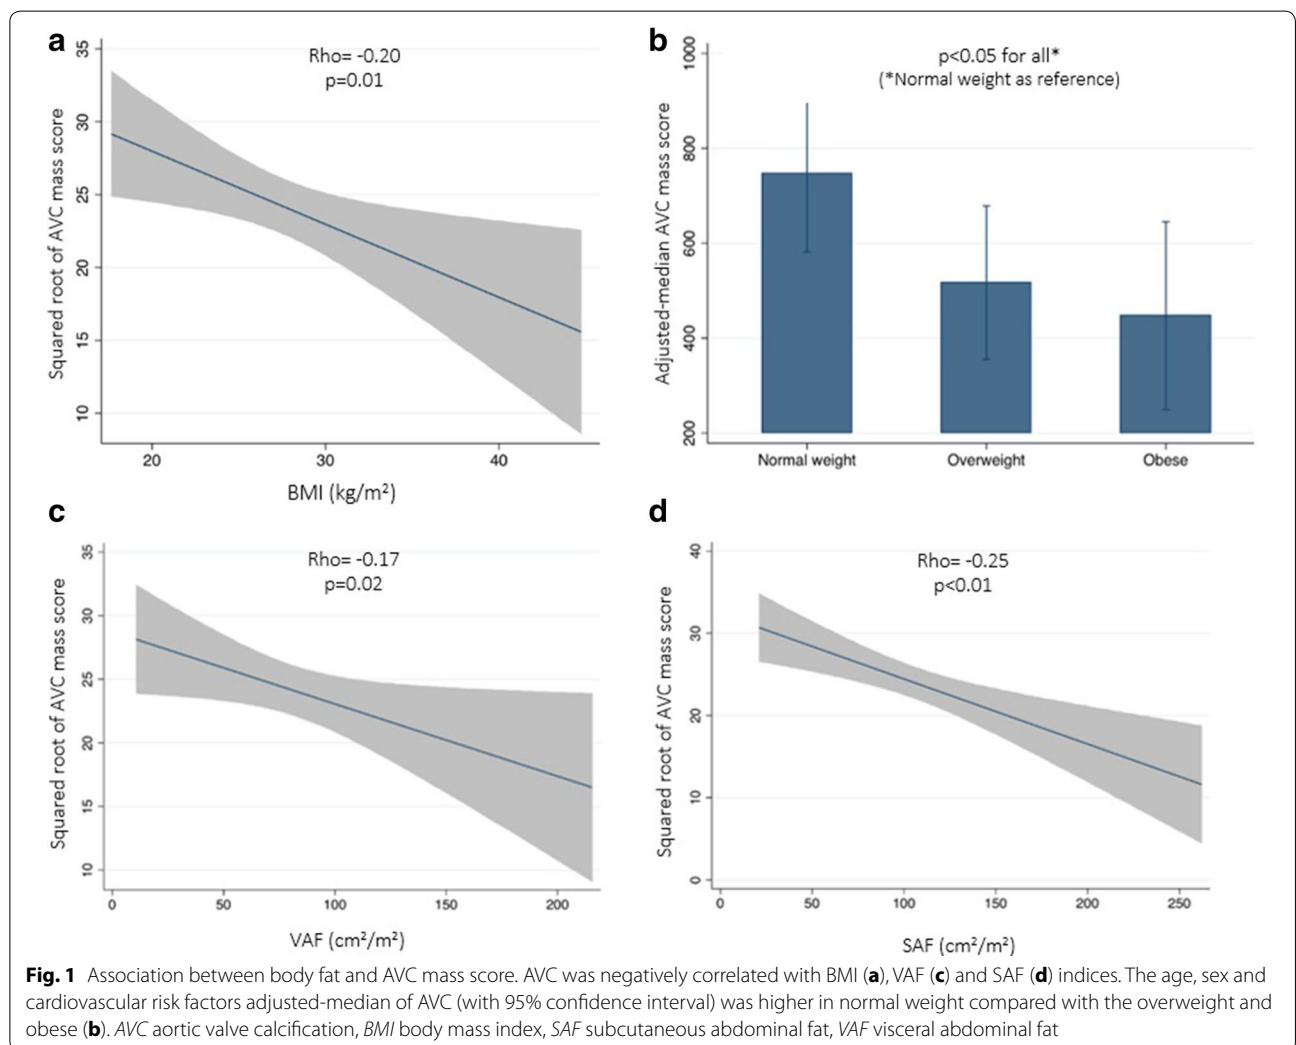 a
Rho= -0.20
p=0.01
Squared root of AVC mass score
35
30
25
20
15
10
20 30 40
BMI (kg/m²)
b
p<0.05 for all*
(*Normal weight as reference)
Adjusted-median AVC mass score
1000
800
600
400
200
Normal weight Overweight Obese
c
Rho= -0.17
p=0.02
Squared root of AVC mass score
35
30
25
20
15
10
0 50 100 150 200
VAF (cm²/m²)
d
Rho= -0.25
p<0.01
Squared root of AVC mass score
40
30
20
10
0
0 50 100 150 200 250
SAF (cm²/m²)
Fig. 1 Association between body fat and AVC mass score. AVC was negatively correlated with BMI (a), VAF (c) and SAF (d) indices. The age, sex and
cardiovascular risk factors adjusted-median of AVC (with 95% confidence interval) was higher in normal weight compared with the overweight and
obese (b). AVC aortic valve calcification, BMI body mass index, SAF subcutaneous abdominal fat, VAF visceral abdominal fat